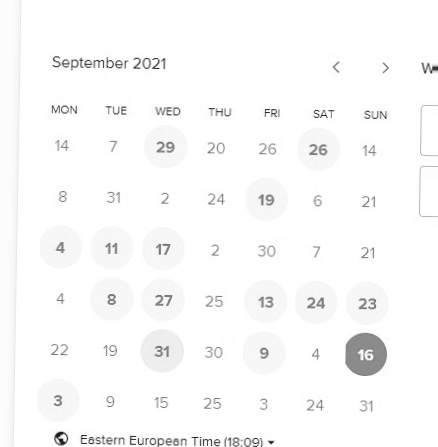 September 2021
MON TUE WED THU FRI SAT SUN
14 7 29 20 26 26 14
8 31 2 24 19 6 21
4 11 17 2 30 7 21
4 8 27 25 13 24 23
22 19 31 30 9 4 16
3 9 15 25 3 24 31
Eastern European Time (18:09)